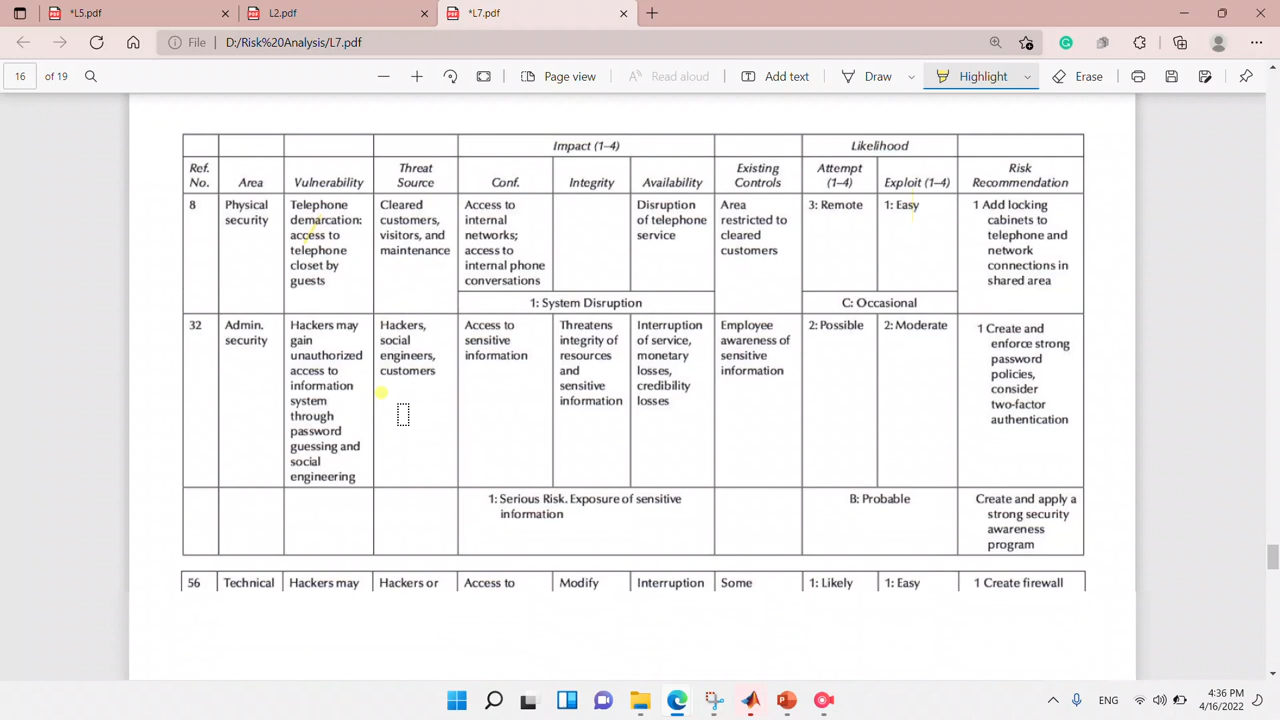 *L5.pdf
L2.pdf
*L7.pdf
File D:/Risk%20Analysis/L7.pdf
16 of 19
Page view
Read aloud
Add text
Draw
Highlight
Erase
Impact (1–4) Likelihood
Ref. No.
Area
Vulnerability
Threat
Source
Conf.
Integrity
Availability
Existing
Controls
Attempt
(1–4)
Exploit (1–4)
Risk
Recommendation
8
Physical
security
Telephone
demarcation:
access to
telephone
closet by
guests
Cleared
customers,
visitors, and
maintenance
Access to
internal
networks;
access to
internal phone
conversations
Disruption
of telephone
service
Area
restricted to
cleared
customers
3: Remote
1: Easy
1 Add locking
cabinets to
telephone and
network
connections in
shared area
1: System Disruption
C: Occasional
32
Admin.
security
Hackers may
gain
unauthorized
access to
information
system
through
password
guessing and
social
engineering
Hackers,
social
engineers,
customers
Access to
sensitive
information
Threatens
integrity of
resources
and
sensitive
information
Interruption
of service,
monetary
losses,
credibility
losses
Employee
awareness of
sensitive
information
2: Possible
2: Moderate
1 Create and
enforce strong
password
policies,
consider
two-factor
authentication
1: Serious Risk. Exposure of sensitive
information
B: Probable
Create and apply a
strong security
awareness
program
56
Technical
Hackers may
Hackers or
Access to
Modify
Interruption
Some
1: Likely
1: Easy
1 Create firewall
ENG
4:36 PM
4/16/2022